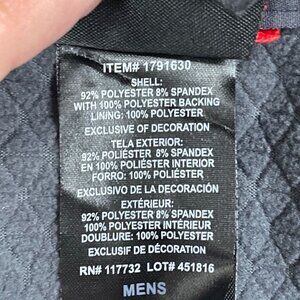 ITEM# 1791630
SHELL:
92% POLYESTER 8% SPANDEX
WITH 100% POLYESTER BACKING
LINING: 100% POLYESTER
EXCLUSIVE OF DECORATION
TELA EXTERIOR:
92% POLIÉSTER 8% SPANDEX
EN 100% POLIÉSTER INTERIOR
FORRO: 100% POLIÉSTER
EXCLUSIVO DE LA DECORACIÓN
EXTÉRIEUR:
92% POLYESTER 8% SPANDEX
100% POLYESTER INTÉRIEUR
DOUBLURE: 100% POLYESTER
EXCLUSIF DE DÉCORATION
RN# 117732 LOT# 451816
MENS